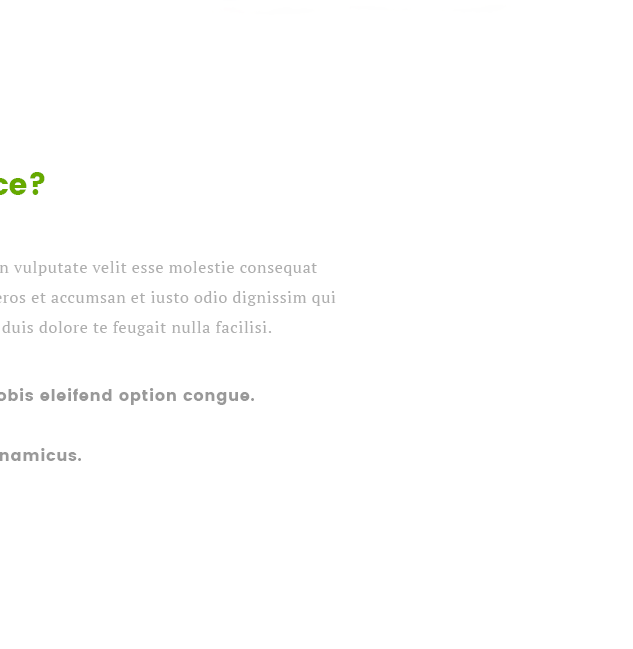 ce?
n vulputate velit esse molestie consequat
eros et accumsan et iusto odio dignissim qui
duis dolore te feugait nulla facilisi.
obis eleifend option congue.
namicus.